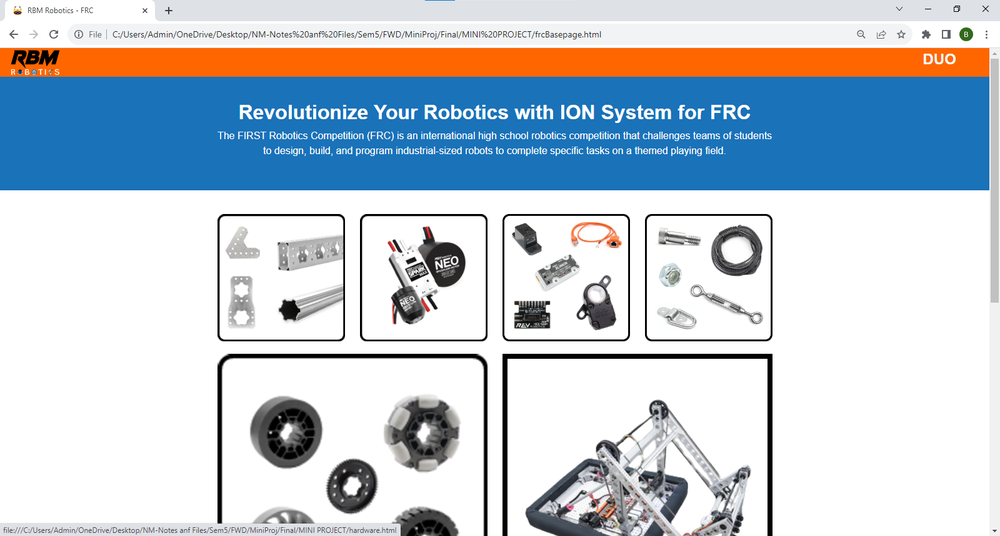 RBM Robotics - FRC
File
C:/Users/Admin/OneDrive/Desktop/NM-Notes%20anf%20Files/Sem5/FWD/MiniProj/Final/MINI%20PROJECT/frcBasepage.html
B
RBM
ROBOTICS
DUO
Revolutionize Your Robotics with ION System for FRC
The FIRST Robotics Competition (FRC) is an international high school robotics competition that challenges teams of students
to design, build, and program industrial-sized robots to complete specific tasks on a themed playing field.
SPARK
MAX
NEO
BRUSHLESS MOTOR
NEO
BLINKIN
REV
ROBOTICS
file:///C:/Users/Admin/OneDrive/Desktop/NM-Notes anf Files/Sem5/FWD/MiniProj/Final/MINI PROJECT/hardware.html